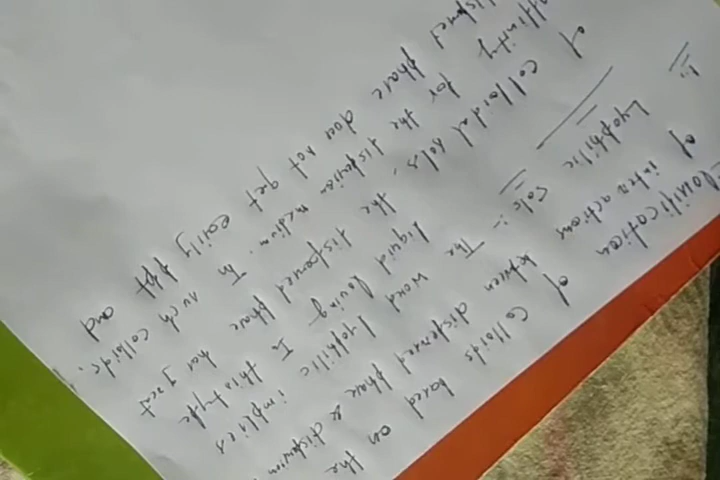 Classification of colloids based on the
of interactions between dispersed phase & dispersion
Lyophilic sols:- The word lyophilic implies
liquid loving In this type
of colloidal sols, the dispersed phase has great
affinity for the dispersion medium. In such colloids,
dispersed phase does not get easily ppt and